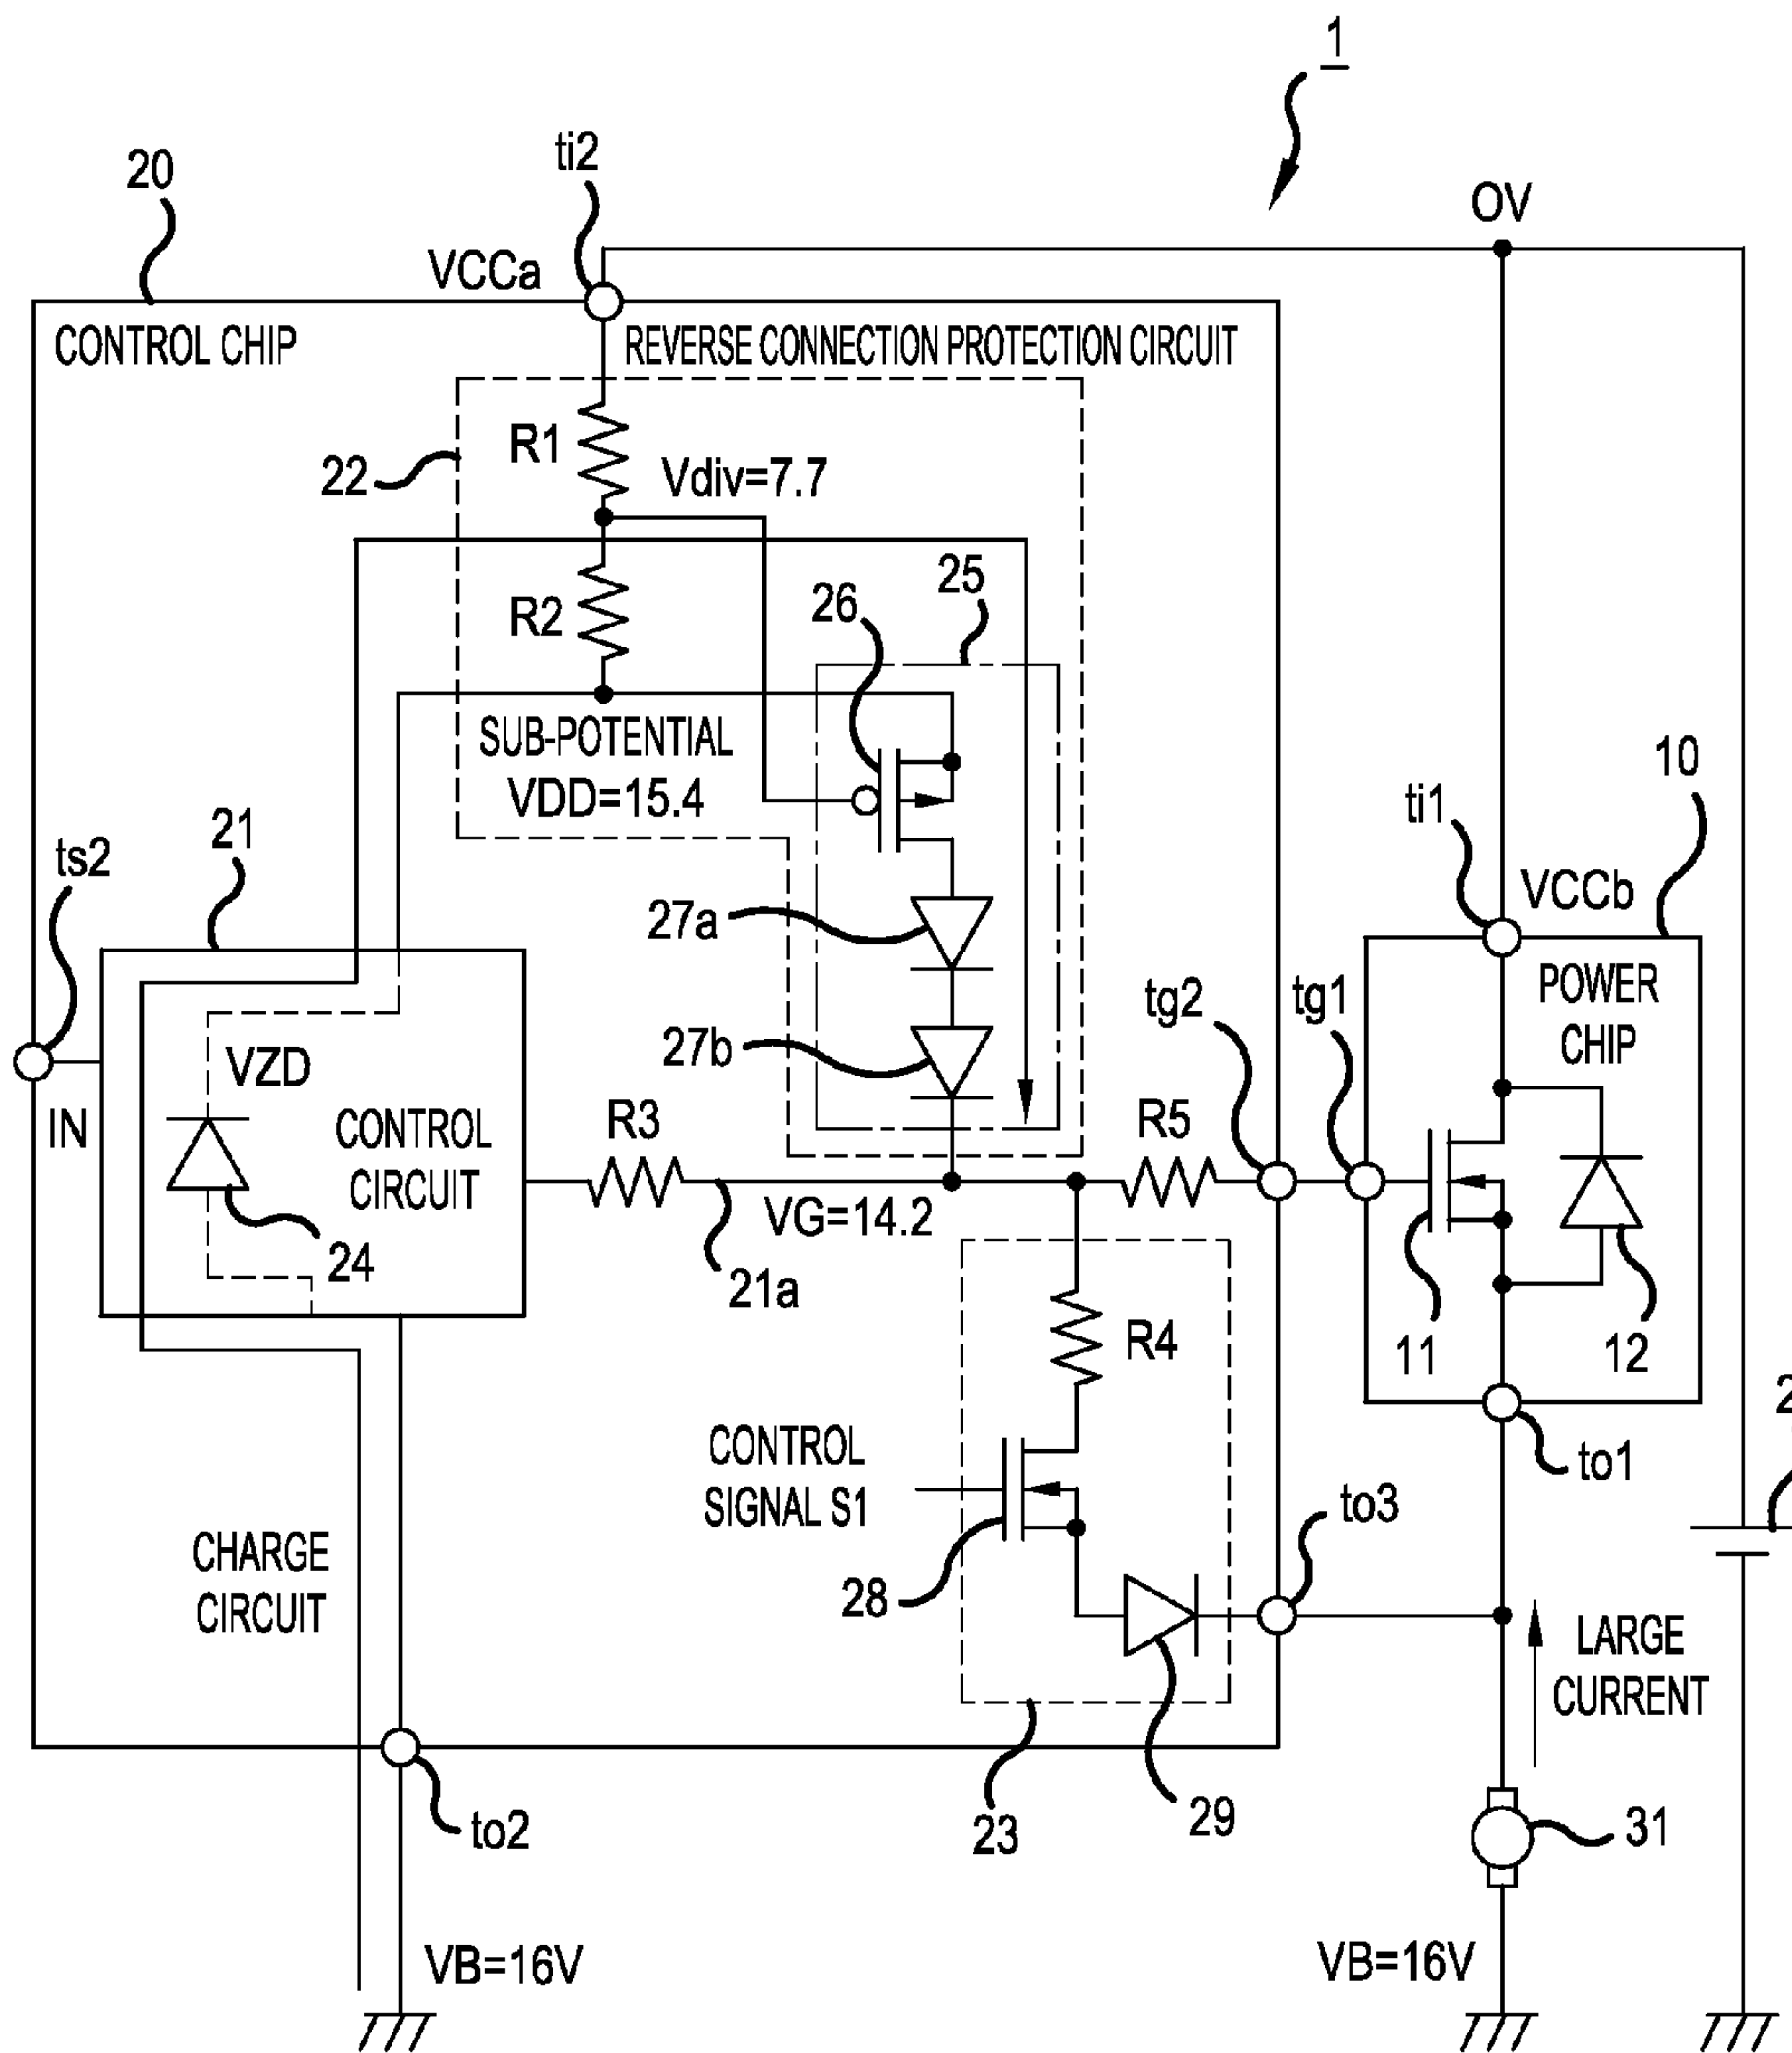 1
20
ti2
OV
VCCa
CONTROL CHIP
REVERSE CONNECTION PROTECTION CIRCUIT
R1
22
Vdiv=7.7
25
26
R2
SUB-POTENTIAL
VDD=15.4
10
21
ti1
ts2
VCCb
27a
POWER
CHIP
tg2
tg1
27b
VZD
IN
R3
R5
CONTROL
CIRCUIT
VG=14.2
24
21a
R4
11
12
2
CONTROL
SIGNAL S1
to1
to3
CHARGE
CIRCUIT
28
LARGE
CURRENT
to2
23
29
31
VB=16V
VB=16V